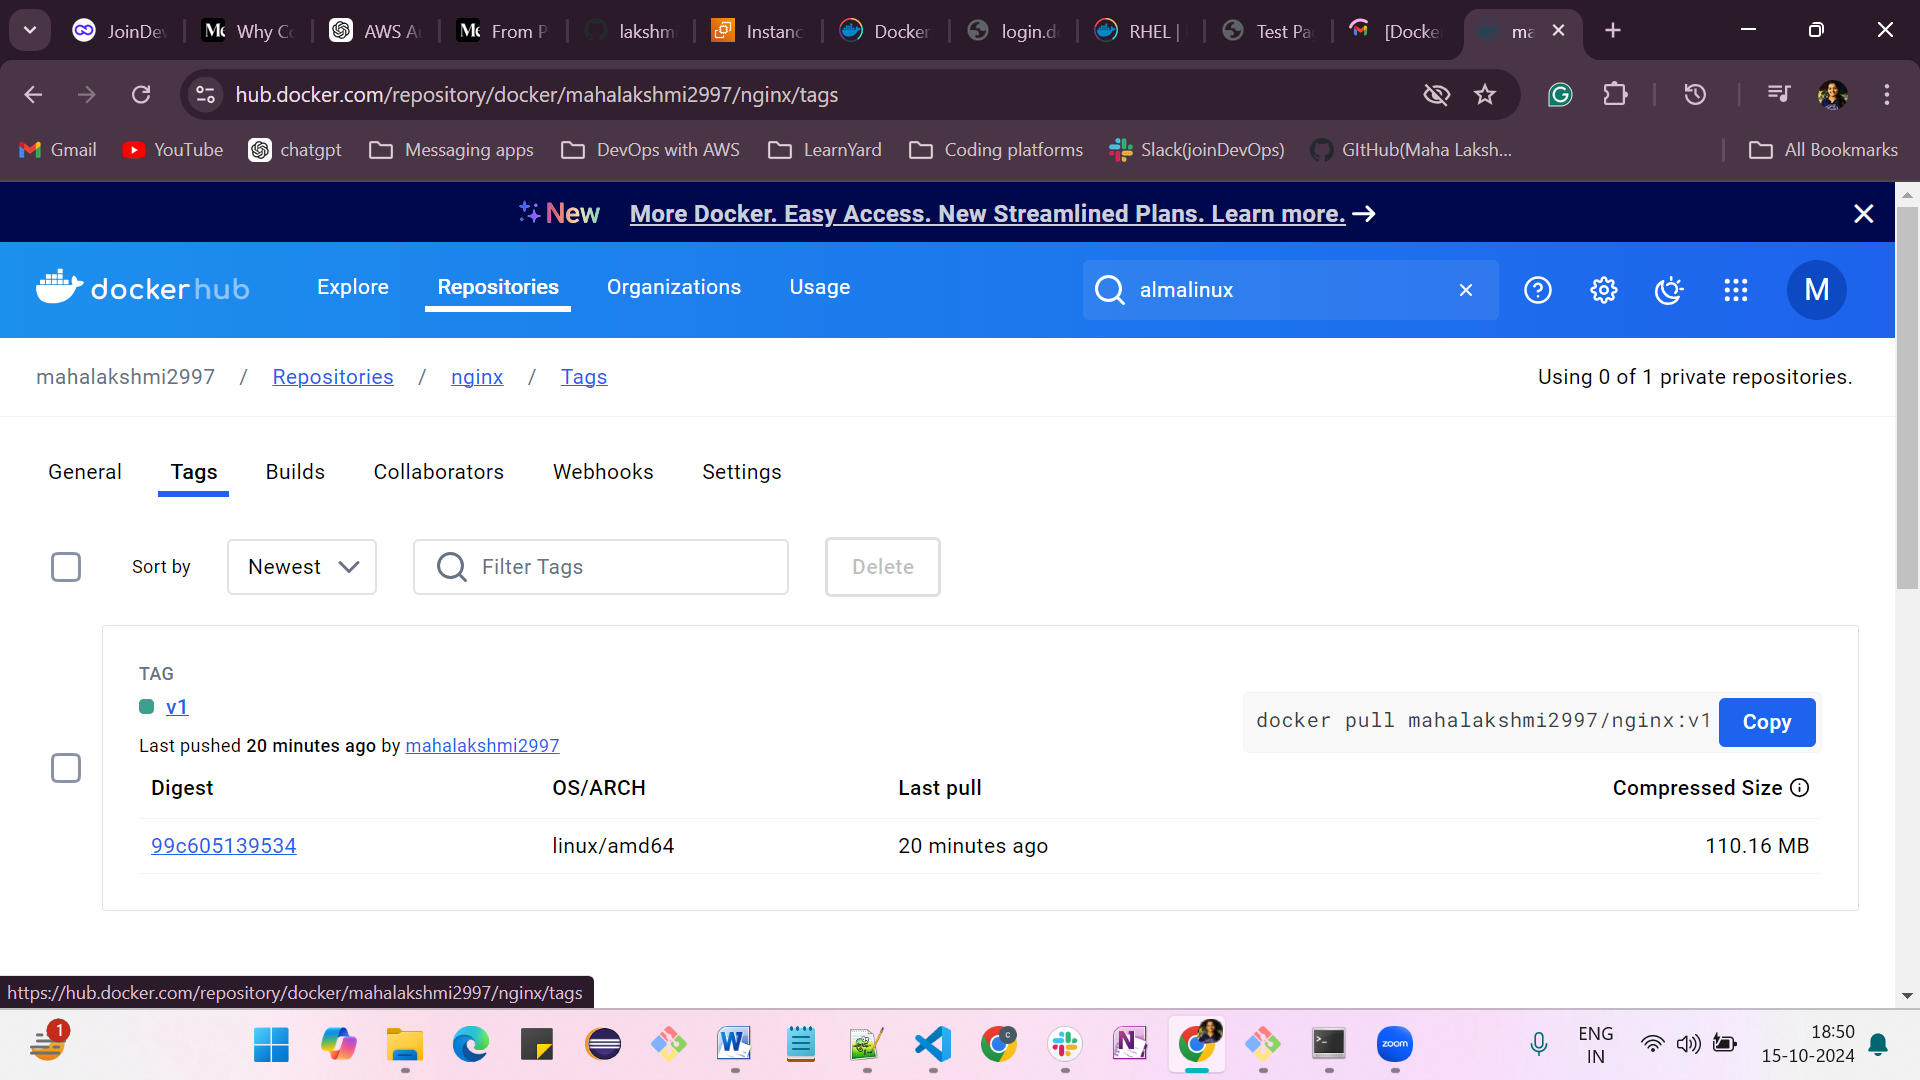 JoinDev
Why Co
AWS Au
From P
lakshmi
Instanc
Docker
login.do
RHEL |
Test Pa
[Docke
ma
hub.docker.com/repository/docker/mahalakshmi2997/nginx/tags
Gmail
YouTube
chatgpt
Messaging apps
DevOps with AWS
LearnYard
Coding platforms
Slack(joinDevOps)
GItHub(Maha Laksh...
All Bookmarks
New More Docker. Easy Access. New Streamlined Plans. Learn more. →
docker hub
Explore
Repositories
Organizations
Usage
almalinux
M
mahalakshmi2997 / Repositories / nginx / Tags
Using 0 of 1 private repositories.
General
Tags
Builds
Collaborators
Webhooks
Settings
Sort by
Newest
Filter Tags
Delete
TAG
v1
docker pull mahalakshmi2997/nginx:v1
Copy
Last pushed 20 minutes ago by mahalakshmi2997
Digest
OS/ARCH
Last pull
Compressed Size
99c605139534
linux/amd64
20 minutes ago
110.16 MB
https://hub.docker.com/repository/docker/mahalakshmi2997/nginx/tags
1
zoom
ENG
IN
18:50
15-10-2024